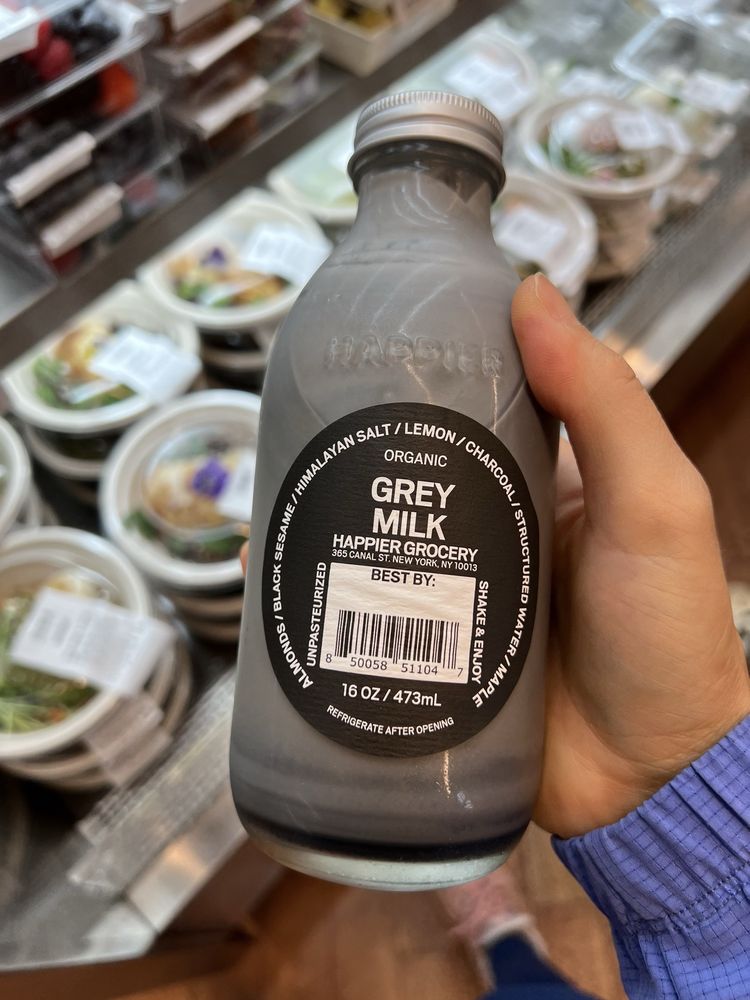 HAPPIER
ALMONDS / BLACK SESAME / HIMALAYAN SALT / LEMON / CHARCOAL / STRUCTURED WATER / MAPLE
ORGANIC
GREY
MILK
HAPPIER GROCERY
365 CANAL ST. NEW YORK, NY 10013
UNPASTEURIZED
BEST BY:
8 50058 51104 7
SHAKE & ENJOY
16 OZ / 473mL
REFRIGERATE AFTER OPENING